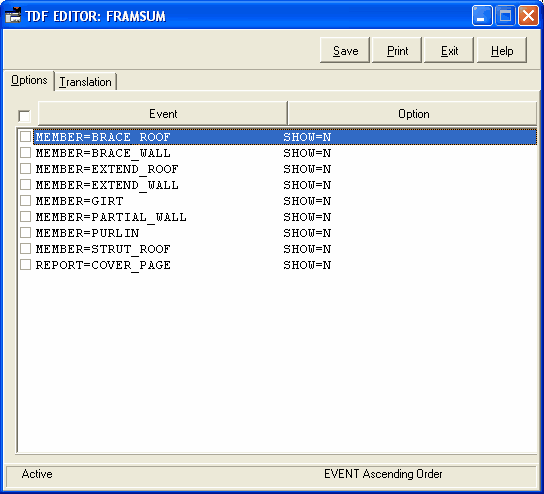 TDF EDITOR: FRAMSUM
Save Print Exit Help
Options Translation
Event Option
MEMBER=BRACE_ROOF SHOW=N
MEMBER=BRACE_WALL SHOW=N
MEMBER=EXTEND_ROOF SHOW=N
MEMBER=EXTEND_WALL SHOW=N
MEMBER=GIRT SHOW=N
MEMBER=PARTIAL_WALL SHOW=N
MEMBER=PURLIN SHOW=N
MEMBER=STRUT_ROOF SHOW=N
REPORT=COVER_PAGE SHOW=N
Active EVENT Ascending Order